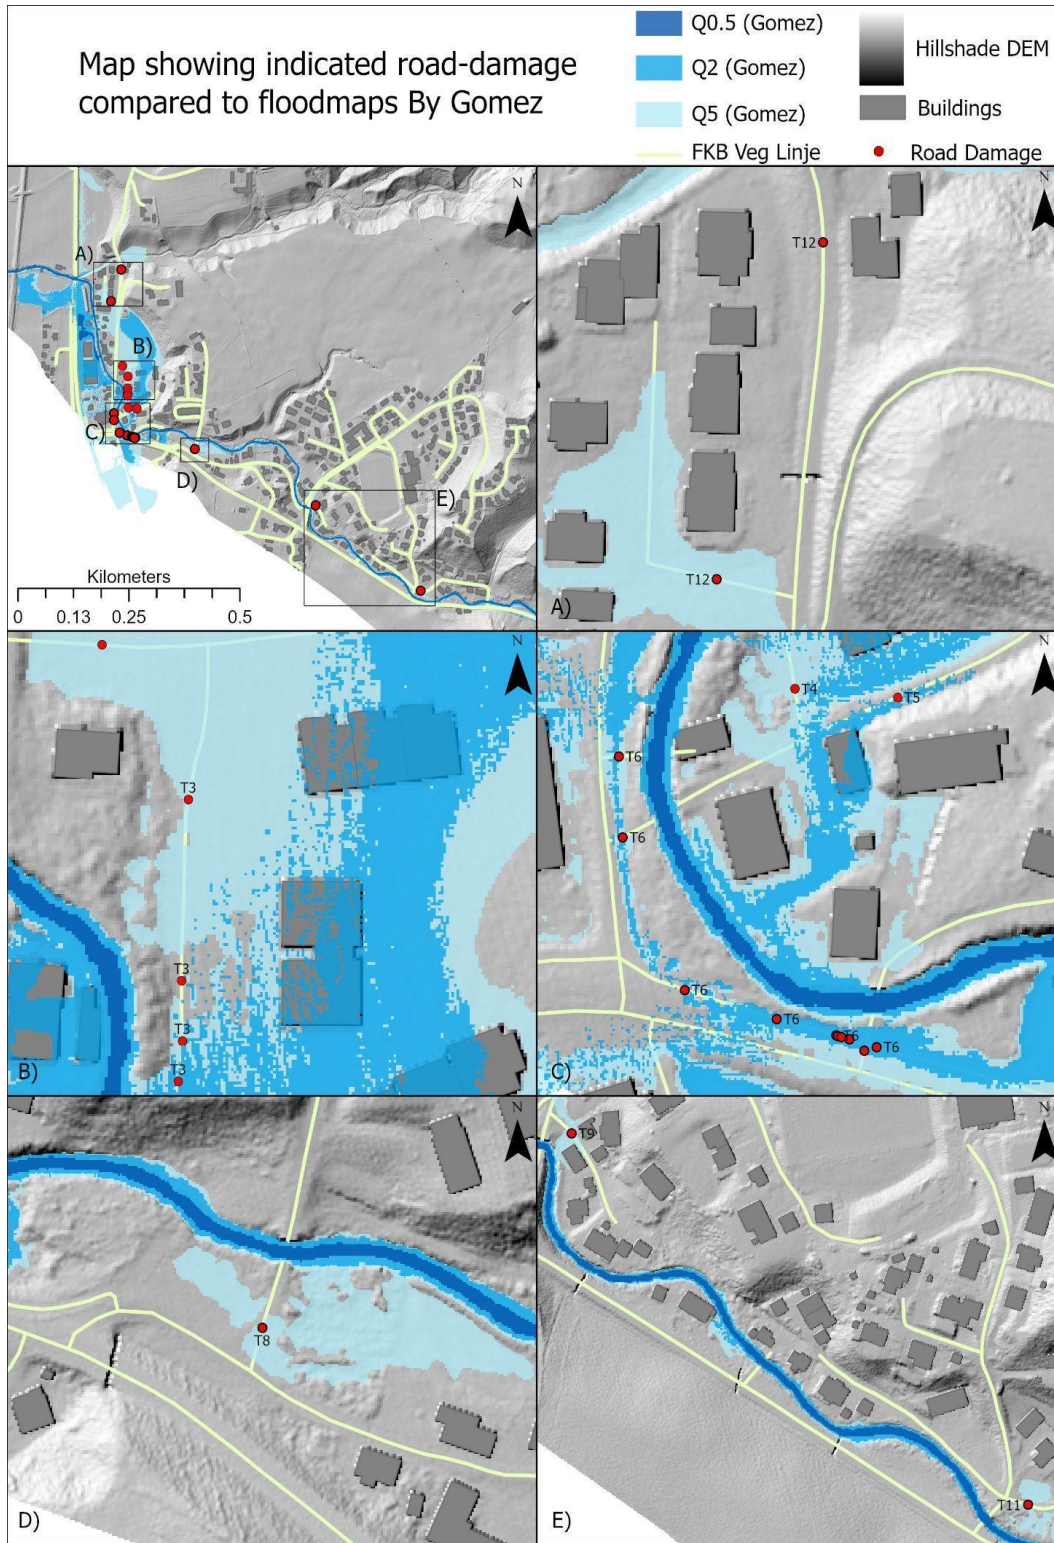 Map showing indicated road-damage
compared to floodmaps By Gomez
Q0.5 (Gomez)
Q2 (Gomez)
Q5 (Gomez)
FKB Veg Linje
Hillshade DEM
Buildings
Road Damage
N
A)
B)
C)
D)
E)
Kilometers
0 0.13 0.25 0.5
N
T12
T12
A)
N
T3
T3
T3
T3
B)
N
T4
T5
T6
T6
T6
T6
T6
T6
C)
N
T8
D)
N
T9
T11
E)